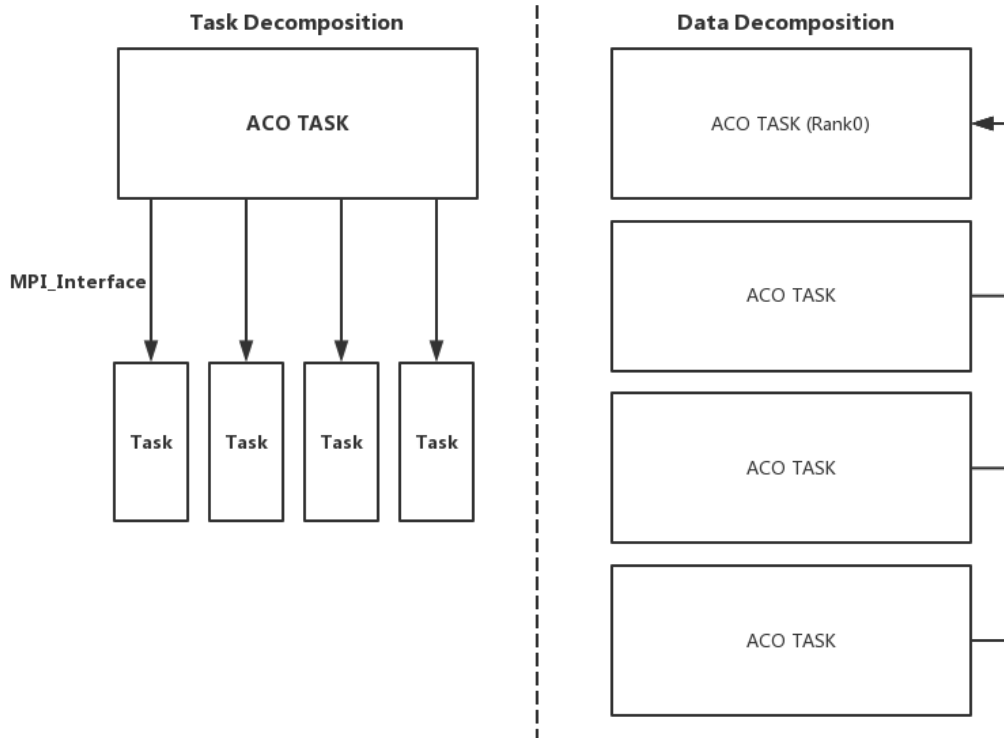 Task Decomposition
ACO TASK
MPI_Interface
Task
Task
Task
Task
Data Decomposition
ACO TASK (Rank0)
ACO TASK
ACO TASK
ACO TASK